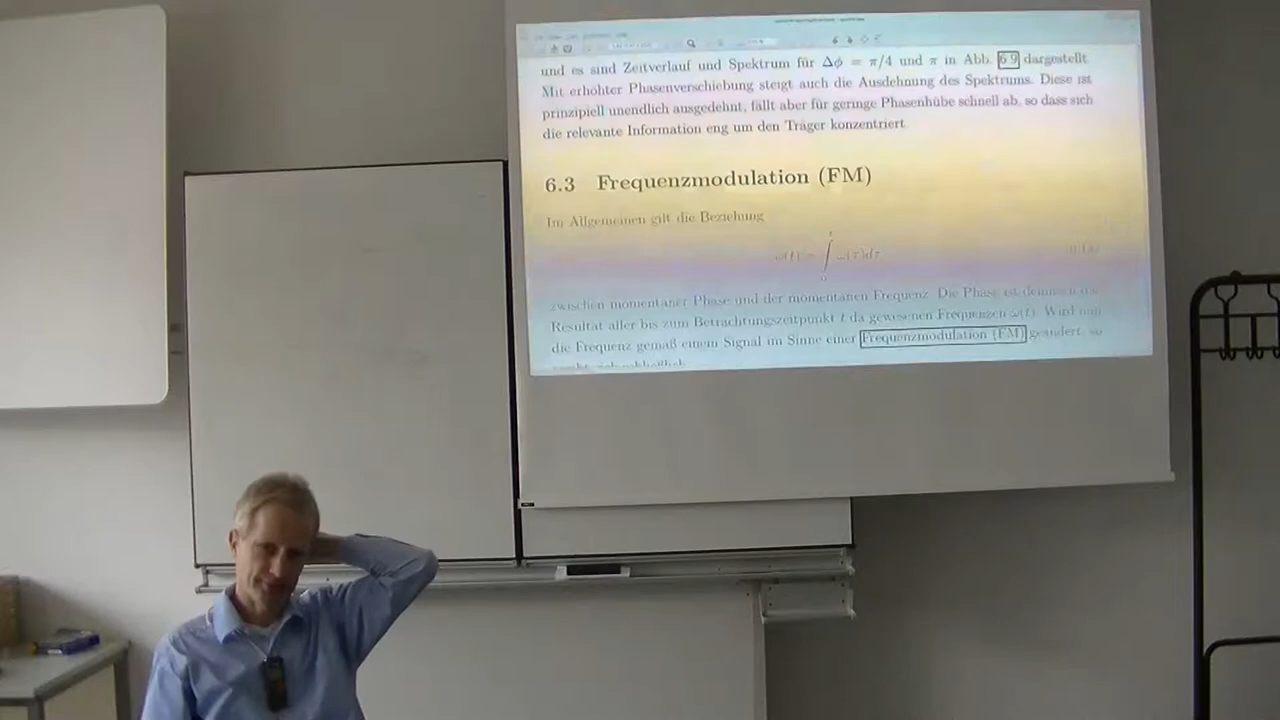 und es sind Zeitverlauf und Spektrum für Δϕ = π/4 und π in Abb. 6.9 dargestellt.
Mit erhöhter Phasenverschiebung steigt auch die Ausdehnung des Spektrums. Diese ist
prinzipiell unendlich ausgedehnt, fällt aber für geringe Phasenhübe schnell ab, so dass sich
die relevante Information eng um den Träger konzentriert.
6.3 Frequenzmodulation (FM)
Im Allgemeinen gilt die Beziehung
zwischen momentaner Phase und der momentanen Frequenz. Die Phase ist demnach das
Resultat aller bis zum Betrachtungszeitpunkt t da gewesenen Frequenzen ω(t). Wird nun
die Frequenz gemäß einem Signal im Sinne einer Frequenzmodulation (FM) geändert, so